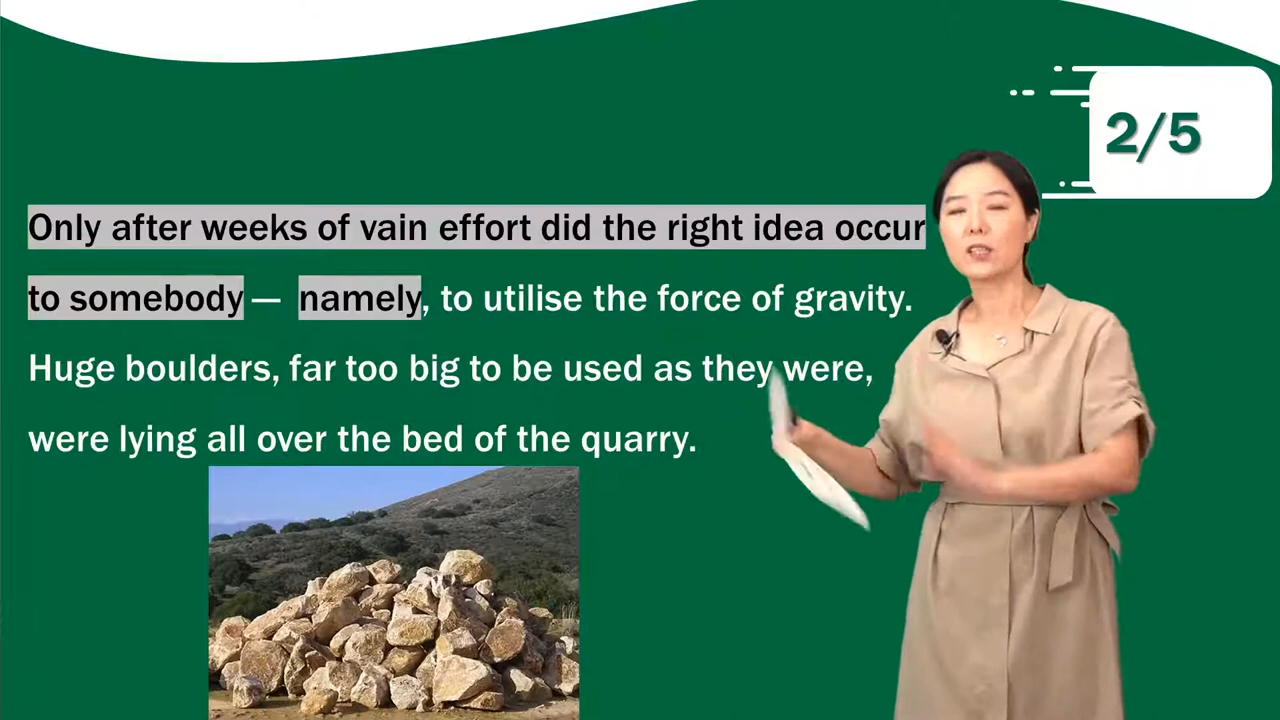 2/5
Only after weeks of vain effort did the right idea occur
to somebody — namely, to utilise the force of gravity.
Huge boulders, far too big to be used as they were,
were lying all over the bed of the quarry.